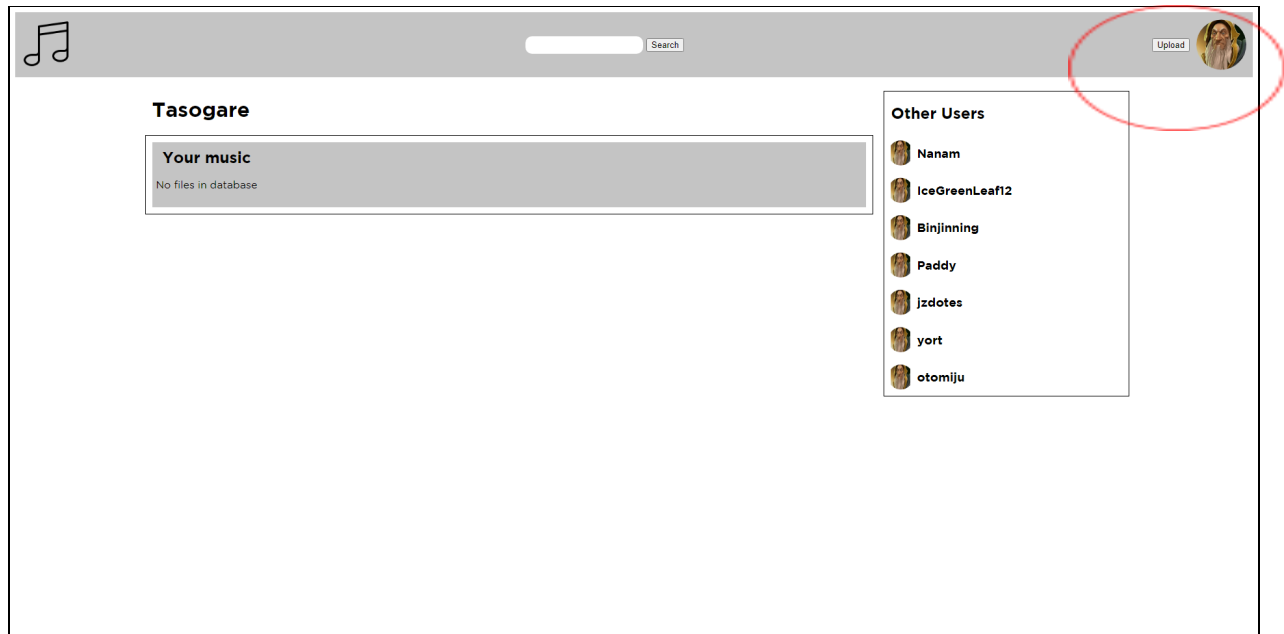 Search
Upload
Tasogare
Your music
No files in database
Other Users
Nanam
IceGreenLeaf12
Binjinning
Paddy
jzdotes
yort
otomiju